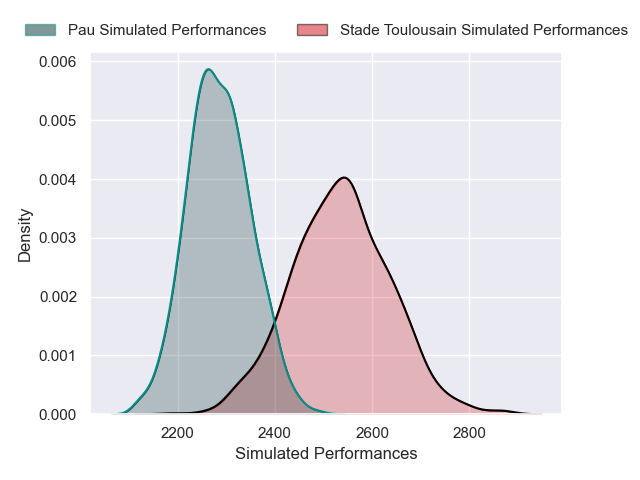 Pau Simulated Performances
Stade Toulousain Simulated Performances
0.006
0.005
0.004
0.003
0.002
0.001
0.000
Density
2200 2400 2600 2800
Simulated Performances